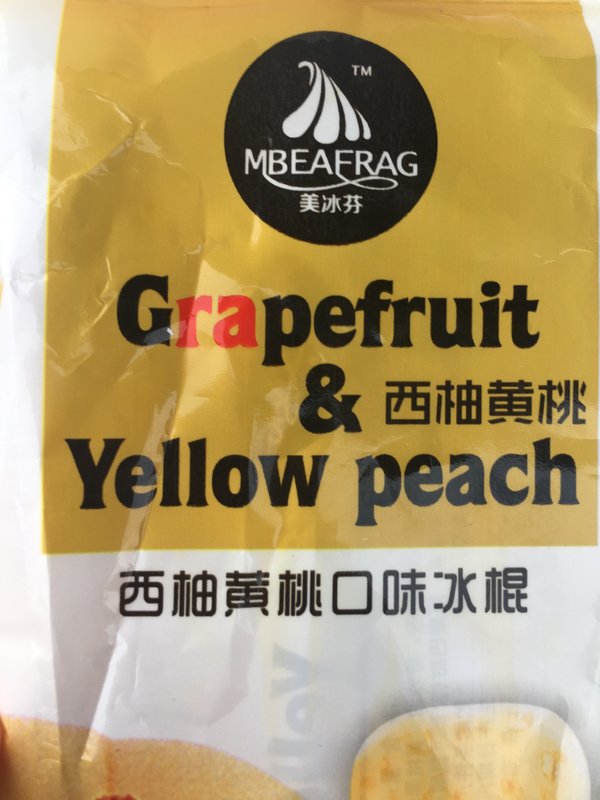 TM
MBEAFRAG
美冰芬
Grapefruit
& 西柚黄桃
Yellow peach
西柚黄桃口味冰棍